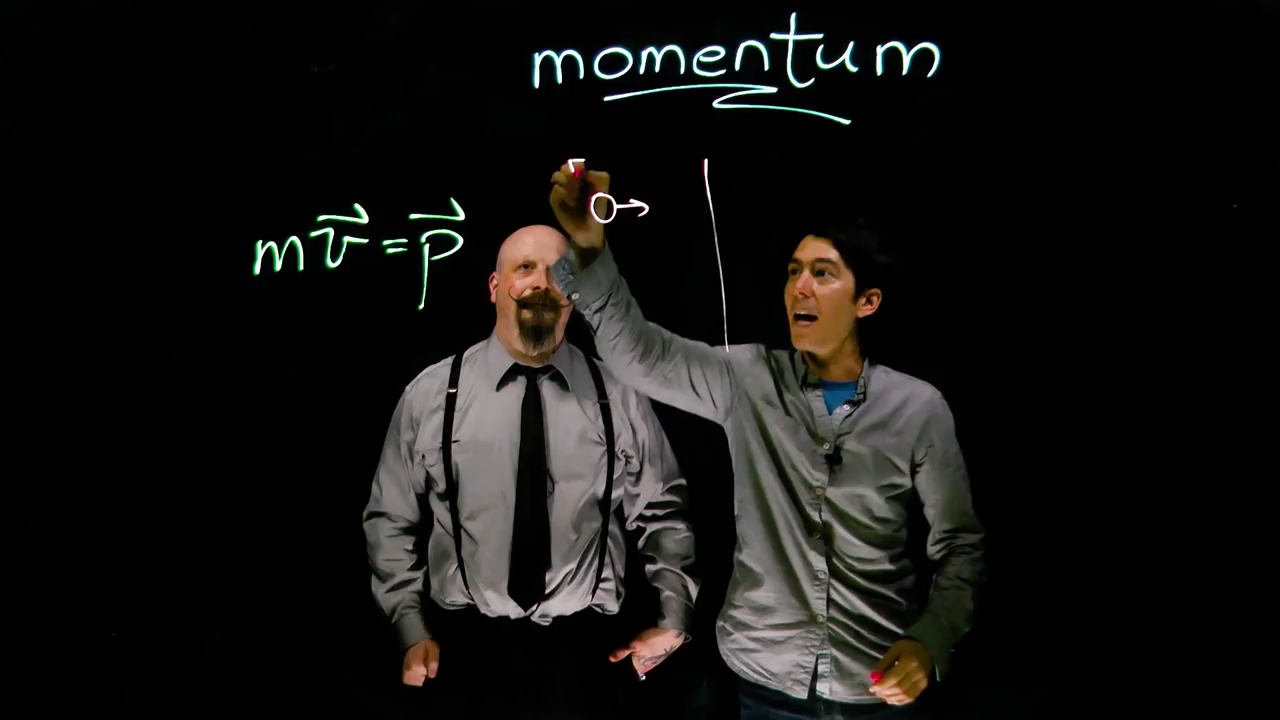 momentum
mv⃗ = p⃗